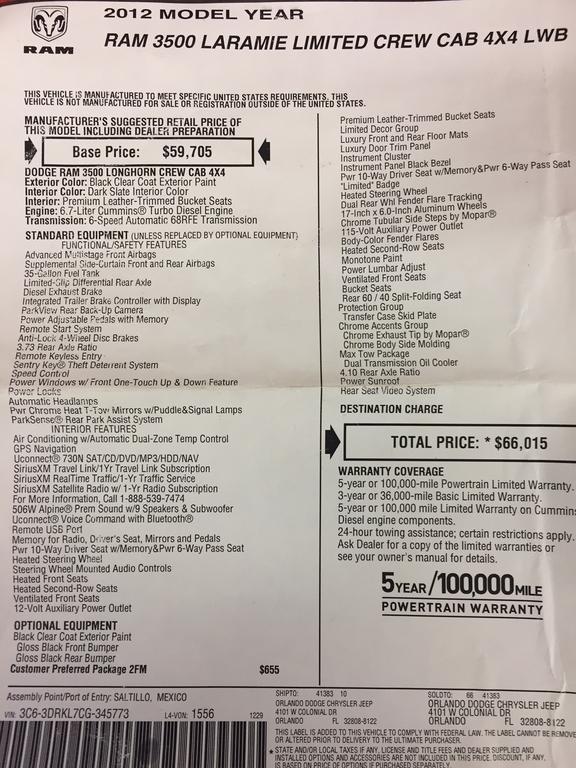 2012 MODEL YEAR
RAM 3500 LARAMIE LIMITED CREW CAB 4X4 LWB
RAM
THIS VEHICLE IS MANUFACTURED TO MEET SPECIFIC UNITED STATES REQUIREMENTS. THIS
VEHICLE IS NOT MANUFACTURED FOR SALE OR REGISTRATION OUTSIDE OF THE UNITED STATES.
MANUFACTURER'S SUGGESTED RETAIL PRICE OF
THIS MODEL INCLUDING DEALER PREPARATION
Base Price: $59,705
DODGE RAM 3500 LONGHORN CREW CAB 4X4
Exterior Color: Black Clear Coat Exterior Paint
Interior Color: Dark Slate Interior Color
Interior: Premium Leather-Trimmed Bucket Seats
Engine: 6.7-Liter Cummins® Turbo Diesel Engine
Transmission: 6-Speed Automatic 68RFE Transmission
STANDARD EQUIPMENT (UNLESS REPLACED BY OPTIONAL EQUIPMENT)
FUNCTIONAL/SAFETY FEATURES
Advanced Multistage Front Airbags
Supplemental Side-Curtain Front and Rear Airbags
35-Gallon Fuel Tank
Limited-Slip Differential Rear Axle
Diesel Exhaust Brake
Integrated Trailer Brake Controller with Display
ParkView Rear Back-Up Camera
Power Adjustable Pedals with Memory
Remote Start System
Anti-Lock 4-Wheel Disc Brakes
3.73 Rear Axle Ratio
Remote Keyless Entry
Sentry Key® Theft Deterrent System
Speed Control
Power Windows w/ Front One-Touch Up & Down Feature
Power Locks
Automatic Headlamps
Pwr Chrome Heat T-Tow Mirrors w/Puddle&Signal Lamps
ParkSense® Rear Park Assist System
INTERIOR FEATURES
Air Conditioning w/Automatic Dual-Zone Temp Control
GPS Navigation
Uconnect® 730N SAT/CD/DVD/MP3/HDD/NAV
SiriusXM Travel Link/1Yr Travel Link Subscription
SiriusXM RealTime Traffic/1-Yr Traffic Service
SiriusXM Satellite Radio w/ 1-Yr Radio Subscription
For More Information, Call 1-888-539-7474
506W Alpine® Prem Sound w/9 Speakers & Subwoofer
Uconnect® Voice Command with Bluetooth®
Remote USB Port
Memory for Radio, Driver's Seat, Mirrors and Pedals
Pwr 10-Way Driver Seat w/Memory&Pwr 6-Way Pass Seat
Heated Steering Wheel
Steering Wheel Mounted Audio Controls
Heated Front Seats
Heated Second-Row Seats
Ventilated Front Seats
12-Volt Auxiliary Power Outlet
OPTIONAL EQUIPMENT
Black Clear Coat Exterior Paint
Gloss Black Front Bumper
Gloss Black Rear Bumper
Customer Preferred Package 2FM $655
Premium Leather-Trimmed Bucket Seats
Limited Decor Group
Luxury Front and Rear Floor Mats
Luxury Door Trim Panel
Instrument Cluster
Instrument Panel Black Bezel
Pwr 10-Way Driver Seat w/Memory&Pwr 6-Way Pass Seat
"Limited" Badge
Heated Steering Wheel
Dual Rear Whl Fender Flare Tracking
17-Inch x 6.0-Inch Aluminum Wheels
Chrome Tubular Side Steps by Mopar®
115-Volt Auxiliary Power Outlet
Body-Color Fender Flares
Heated Second-Row Seats
Monotone Paint
Power Lumbar Adjust
Ventilated Front Seats
Bucket Seats
Rear 60 / 40 Split-Folding Seat
Protection Group
Transfer Case Skid Plate
Chrome Accents Group
Chrome Exhaust Tip by Mopar®
Chrome Body Side Molding
Max Tow Package
Dual Transmission Oil Cooler
4.10 Rear Axle Ratio
Power Sunroof
Rear Seat Video System
DESTINATION CHARGE
TOTAL PRICE: * $66,015
WARRANTY COVERAGE
5-year or 100,000-mile Powertrain Limited Warranty.
3-year or 36,000-mile Basic Limited Warranty.
5-year or 100,000 mile Limited Warranty on Cummins
Diesel engine components.
24-hour towing assistance; certain restrictions apply.
Ask Dealer for a copy of the limited warranties or
see your owner's manual for details.
5 YEAR/100,000 MILE
POWERTRAIN WARRANTY
Assembly Point/Port of Entry: SALTILLO, MEXICO
VIN: 3C6-3DRKL7CG-345773 L4-VON: 1556 1229
SHIPTO: 41383 10
ORLANDO DODGE CHRYSLER JEEP
4101 W COLONIAL DR
ORLANDO FL 32808-8122
SOLDTO: 66 41383
ORLANDO DODGE CHRYSLER JEEP
4101 W COLONIAL DR
ORLANDO FL 32808-8122
THIS LABEL IS ADDED TO THIS VEHICLE TO COMPLY WITH FEDERAL LAW. THE LABEL CANNOT BE REMOVED
OR ALTERED PRIOR TO DELIVERY TO THE ULTIMATE PURCHASER.
* STATE AND/OR LOCAL TAXES IF ANY, LICENSE AND TITLE FEES AND DEALER SUPPLIED AND
INSTALLED OPTIONS AND ACCESSORIES ARE NOT INCLUDED IN THIS PRICE. DISCOUNT, IF ANY,
IS BASED ON PRICE OF OPTIONS IF PURCHASED SEPARATELY.